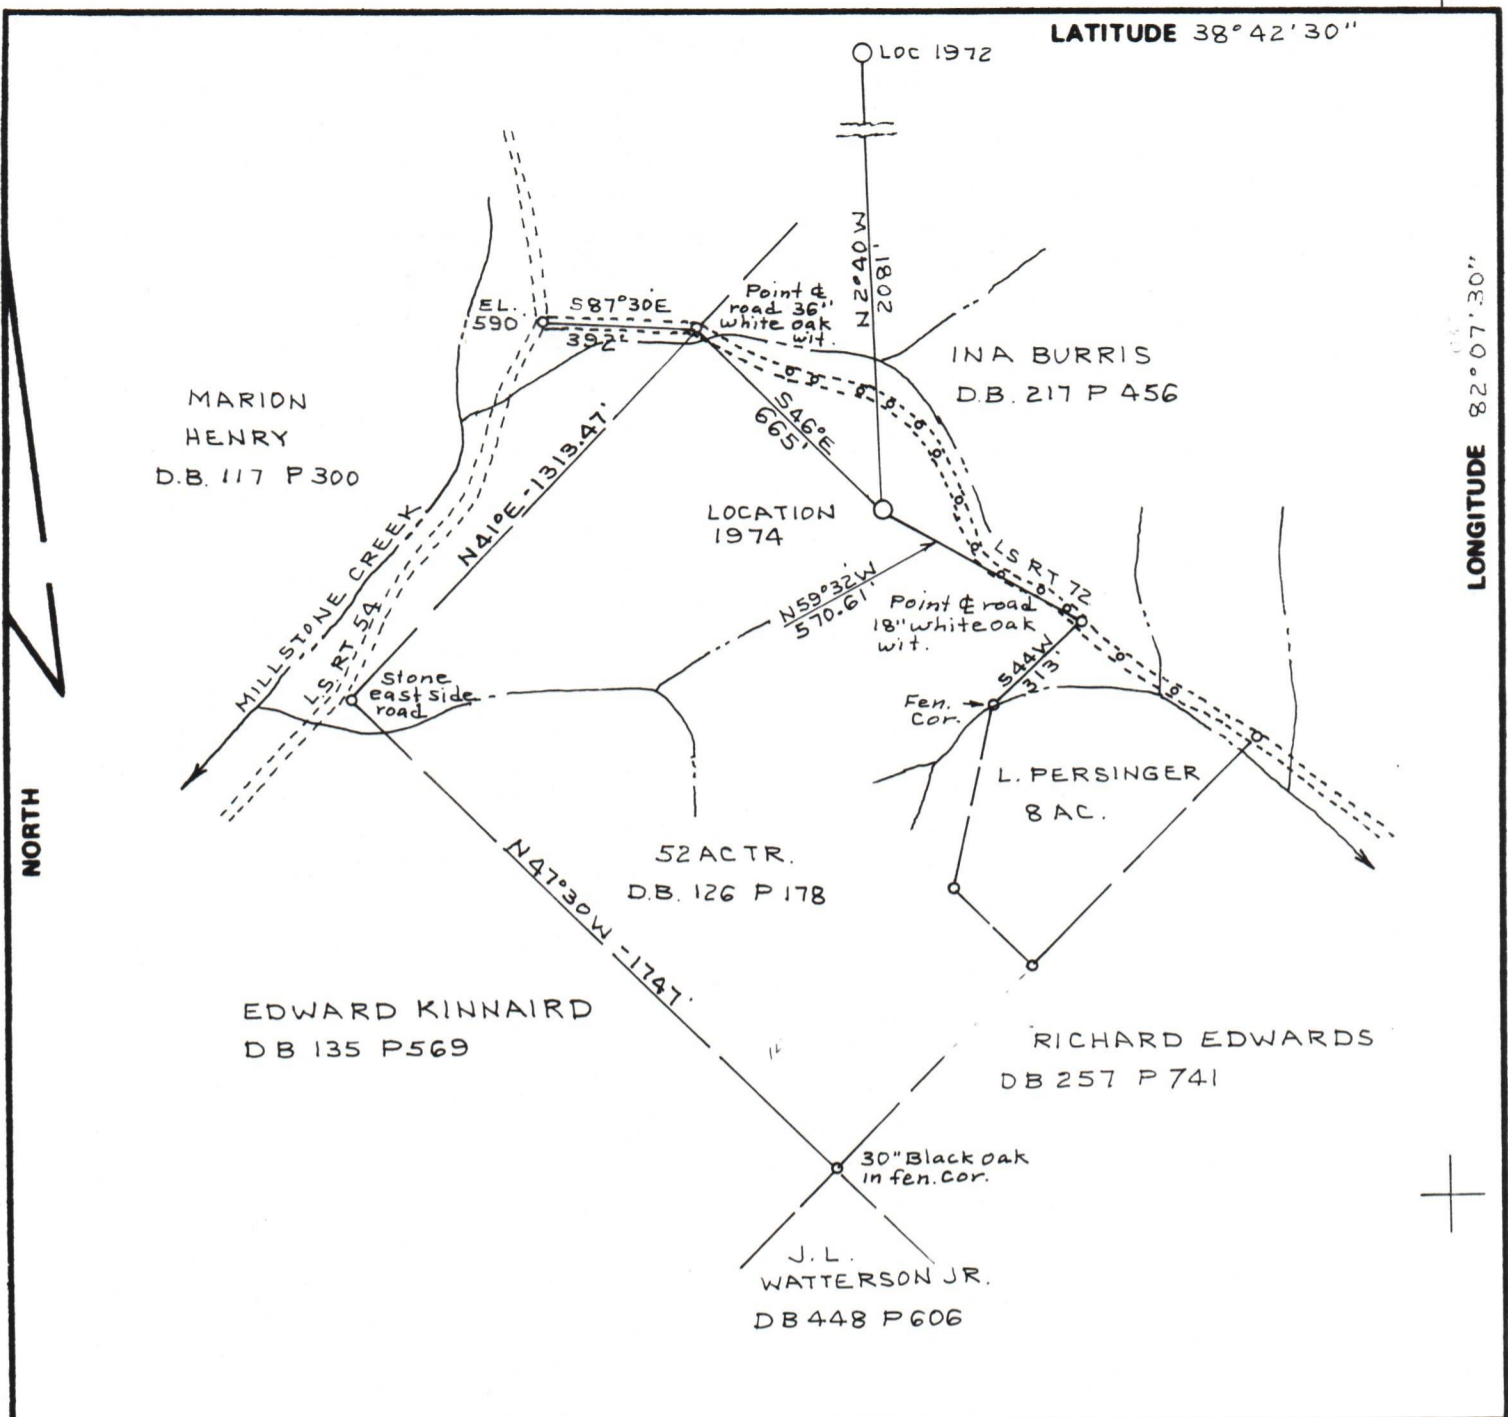 LATITUDE 38°42'30"
LOC 1972
N2°40W
2081'
LONGITUDE 82°07'30"
EL.
590
S87°30E
392'
Point ℄
road 36"
white oak
wit.
INA BURRIS
D.B. 217 P 456
MARION
HENRY
D.B. 117 P 300
S46°E
665'
N41°E-1313.47'
LOCATION
1974
LS RT 72
MILLSTONE CREEK
LS RT 54
N59°32'W
570.61'
Point ℄ road
18" white oak
wit.
S44W
313'
Stone
east side
road
Fen.
Cor.
L. PERSINGER
8 AC.
NORTH
52 AC TR.
D.B. 126 P 178
N47°30W-1747'
EDWARD KINNAIRD
DB 135 P569
RICHARD EDWARDS
DB 257 P 741
30" Black oak
in fen. cor.
J.L.
WATTERSON JR.
DB 448 P 606